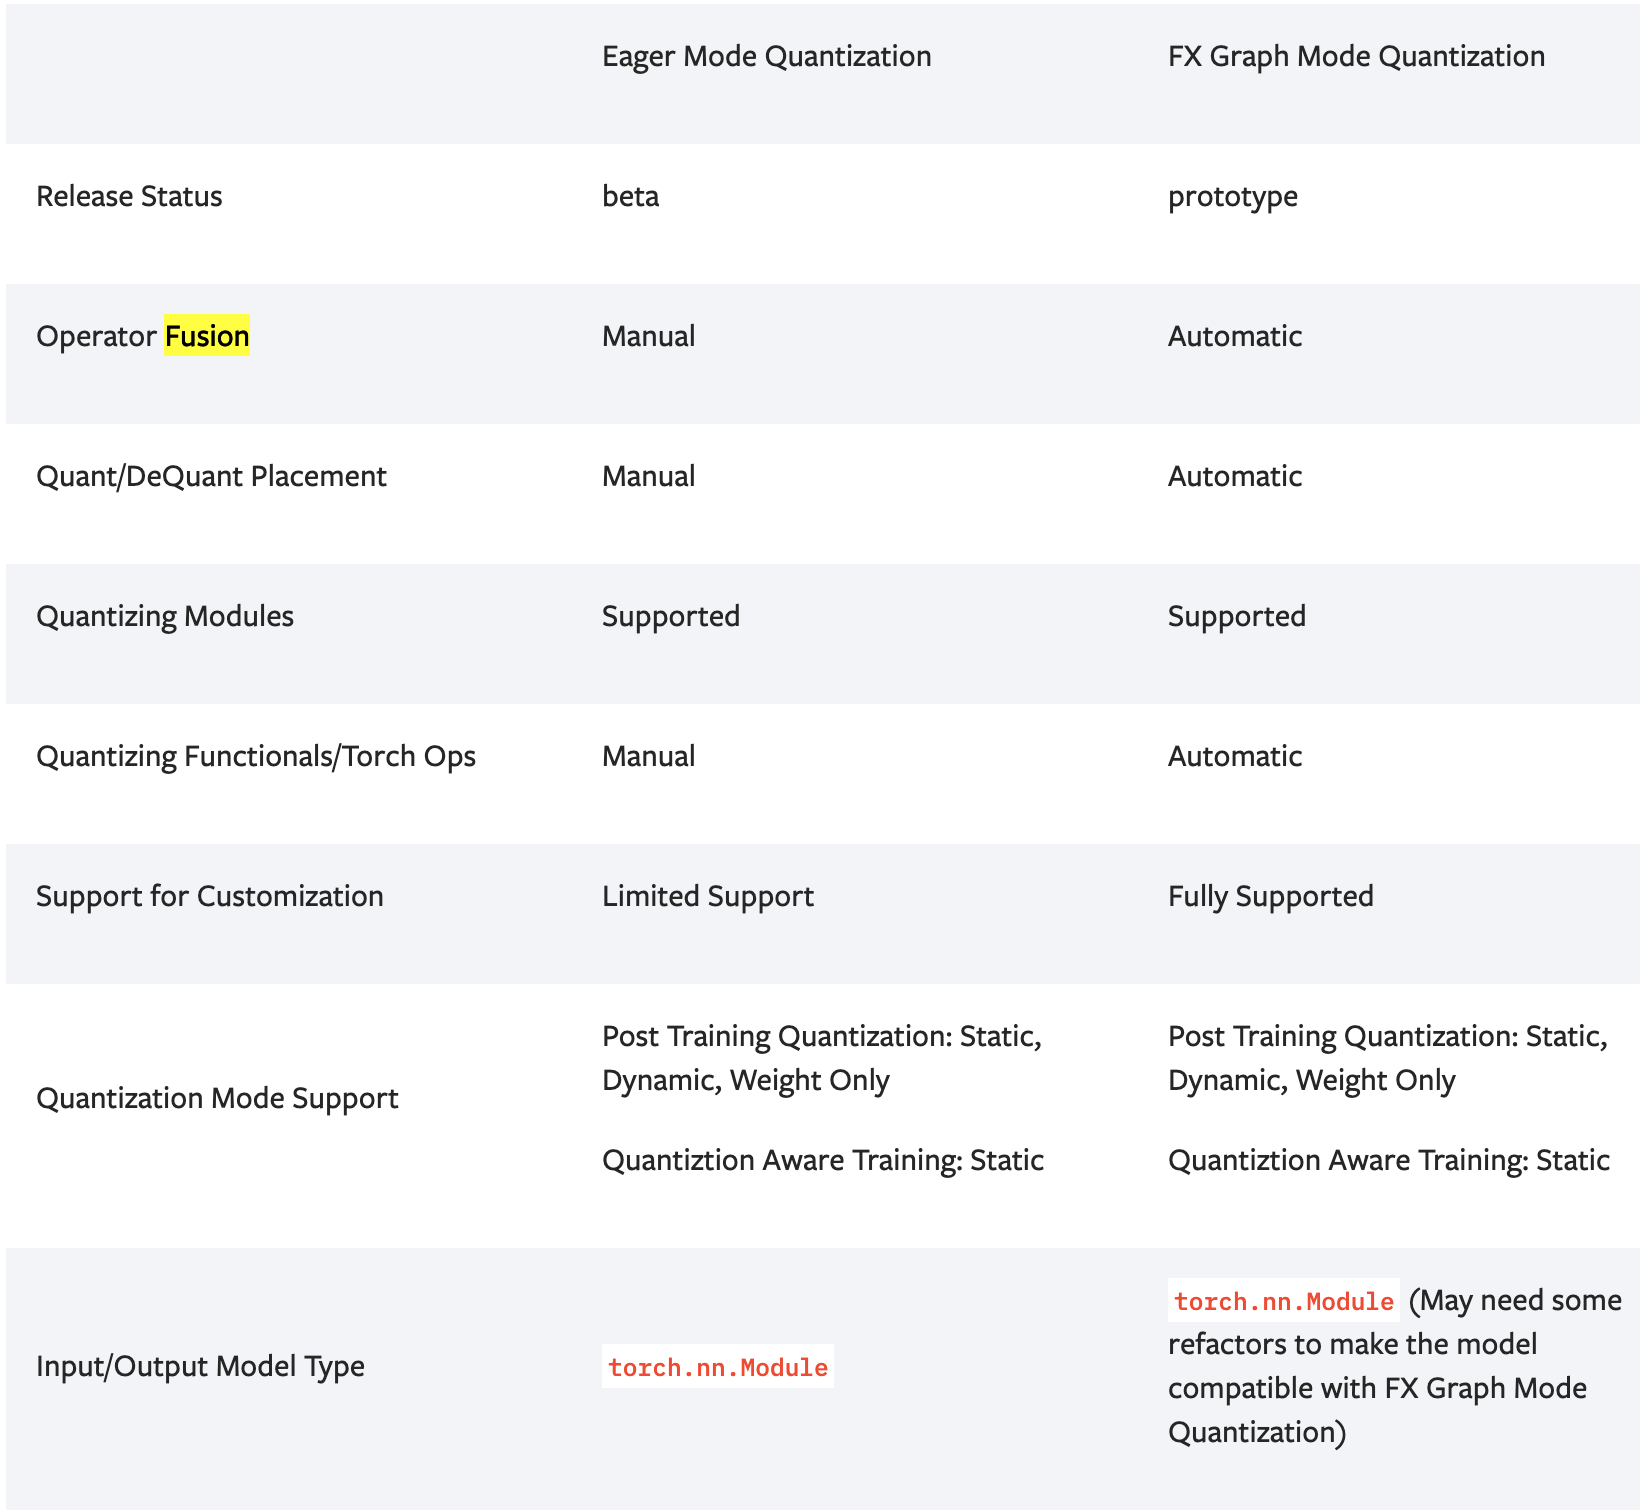 Eager Mode Quantization FX Graph Mode Quantization
Release Status beta prototype
Operator Fusion Manual Automatic
Quant/DeQuant Placement Manual Automatic
Quantizing Modules Supported Supported
Quantizing Functionals/Torch Ops Manual Automatic
Support for Customization Limited Support Fully Supported
Quantization Mode Support
Post Training Quantization: Static,
Dynamic, Weight Only
Quantiztion Aware Training: Static
Post Training Quantization: Static,
Dynamic, Weight Only
Quantiztion Aware Training: Static
Input/Output Model Type
torch.nn.Module
torch.nn.Module (May need some
refactors to make the model
compatible with FX Graph Mode
Quantization)